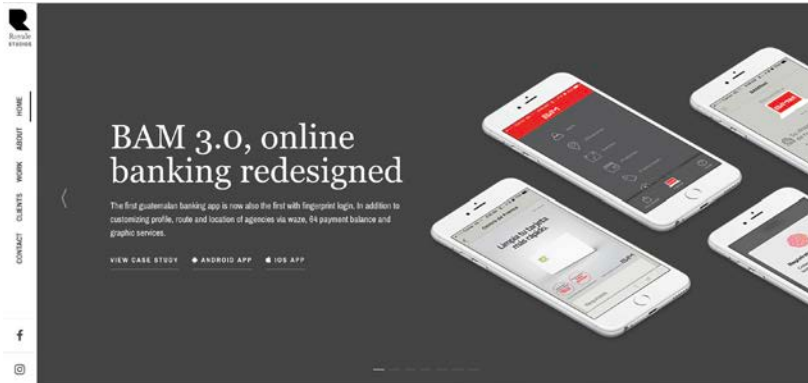 Royale
STUDIOS
HOME
ABOUT
WORK
CLIENTS
CONTACT
BAM 3.0, online
banking redesigned
The first guatemalan banking app is now also the first with fingerprint login. In addition to
customizing profile, route and location of agencies via waze, 64 payment balance and
graphic services.
VIEW CASE STUDY
ANDROID APP
IOS APP
Limpia tu tarjeta
más rápido.